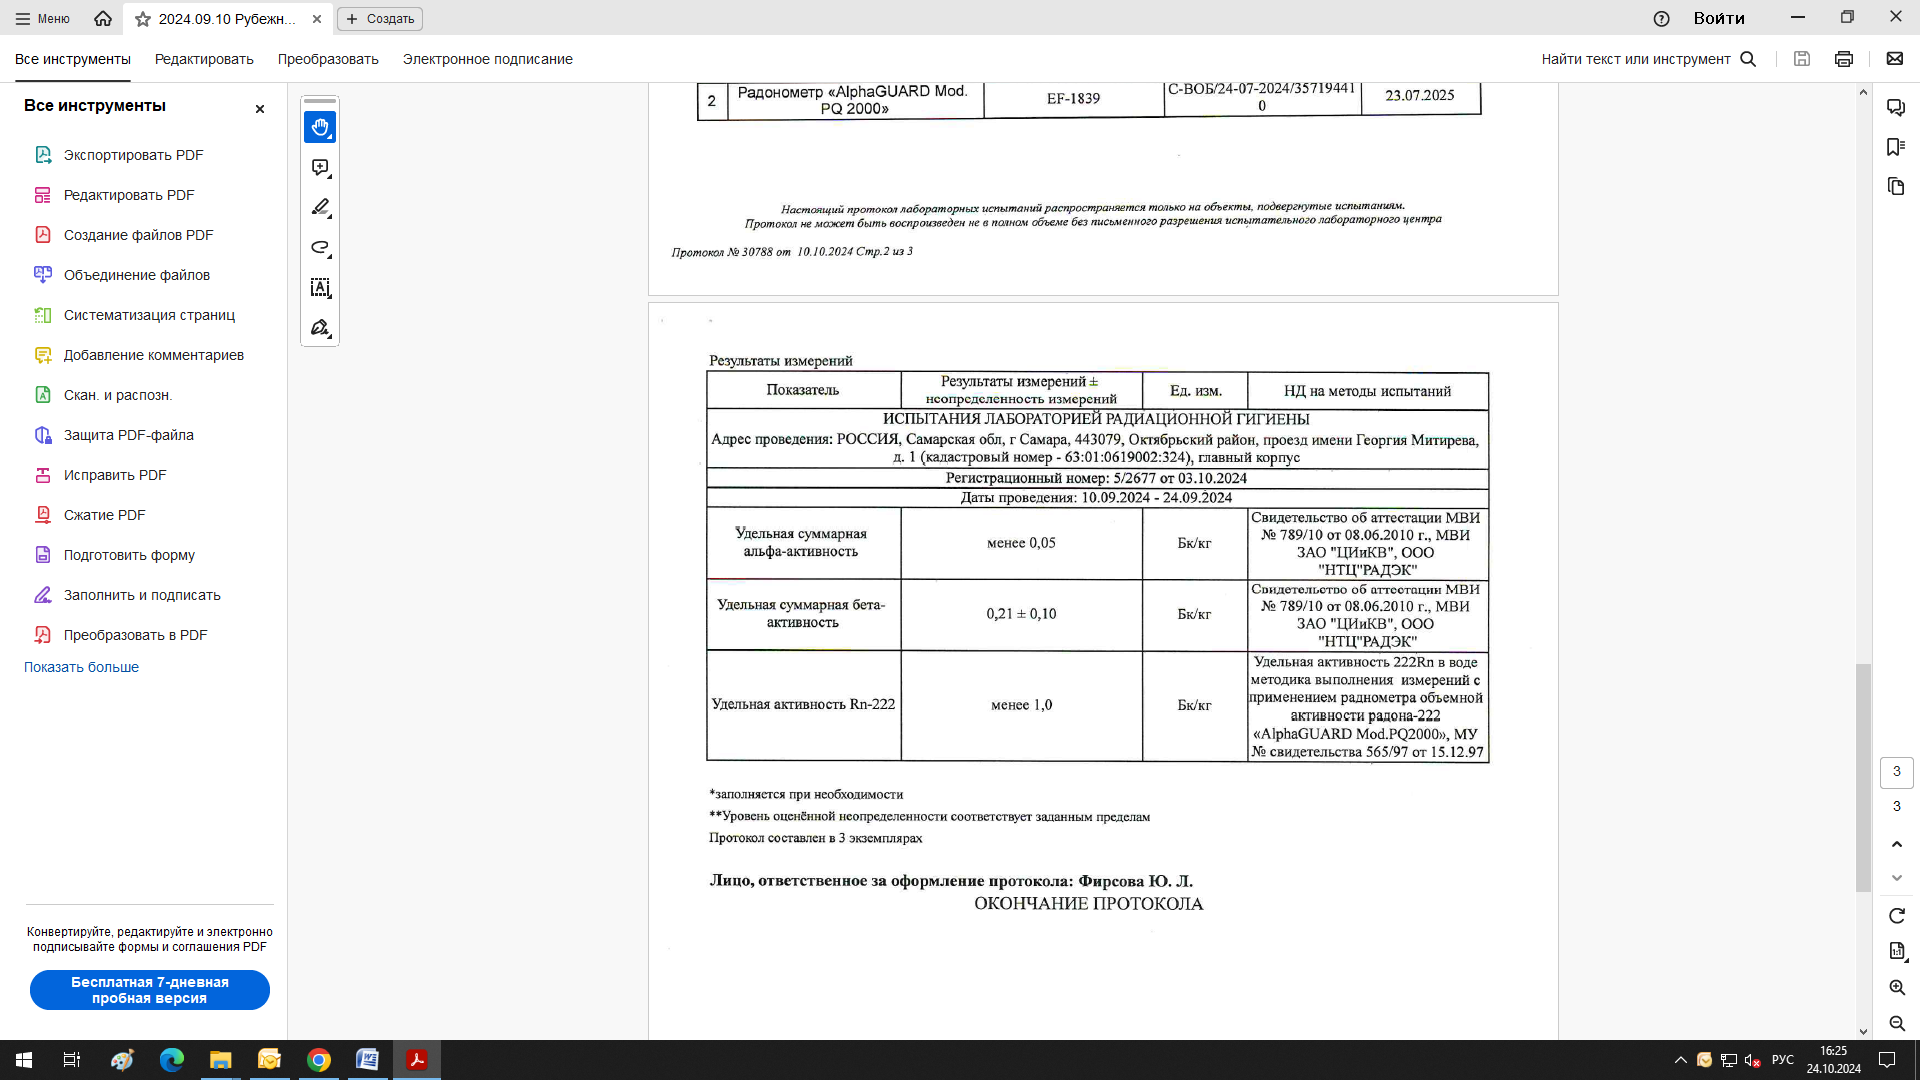 Меню
2024.09.10 Рубежн...
Создать
Войти
Все инструменты
Редактировать
Преобразовать
Электронное подписание
Найти текст или инструмент
Все инструменты
Экспортировать PDF
Редактировать PDF
Создание файлов PDF
Объединение файлов
Систематизация страниц
Добавление комментариев
Скан. и распозн.
Защита PDF-файла
Исправить PDF
Сжатие PDF
Подготовить форму
Заполнить и подписать
Преобразовать в PDF
Показать больше
Конвертируйте, редактируйте и электронно
подписывайте формы и соглашения PDF
Бесплатная 7-дневная
пробная версия
2
Радонометр «AlphaGUARD Mod.
PQ 2000»
EF-1839
С-ВОБ/24-07-2024/35719441
0
23.07.2025
Настоящий протокол лабораторных испытаний распространяется только на объекты, подвергнутые испытаниям.
Протокол не может быть воспроизведен не в полном объеме без письменного разрешения испытательного лабораторного центра
Протокол № 30788 от 10.10.2024 Стр.2 из 3
Результаты измерений
Показатель
Результаты измерений ±
неопределенность измерений
Ед. изм.
НД на методы испытаний
ИСПЫТАНИЯ ЛАБОРАТОРИЕЙ РАДИАЦИОННОЙ ГИГИЕНЫ
Адрес проведения: РОССИЯ, Самарская обл, г Самара, 443079, Октябрьский район, проезд имени Георгия Митирева,
д. 1 (кадастровый номер - 63:01:0619002:324), главный корпус
Регистрационный номер: 5/2677 от 03.10.2024
Даты проведения: 10.09.2024 - 24.09.2024
Удельная суммарная
альфа-активность
менее 0,05
Бк/кг
Свидетельство об аттестации МВИ
№ 789/10 от 08.06.2010 г., МВИ
ЗАО "ЦИиКВ", ООО
"НТЦ"РАДЭК"
Удельная суммарная бета-
активность
0,21 ± 0,10
Бк/кг
Свидетельство об аттестации МВИ
№ 789/10 от 08.06.2010 г., МВИ
ЗАО "ЦИиКВ", ООО
"НТЦ"РАДЭК"
Удельная активность Rn-222
менее 1,0
Бк/кг
Удельная активность 222Rn в воде
методика выполнения измерений с
применением раднометра объемной
активности радона-222
«AlphaGUARD Mod.PQ2000», МУ
№ свидетельства 565/97 от 15.12.97
*заполняется при необходимости
**Уровень оценённой неопределенности соответствует заданным пределам
Протокол составлен в 3 экземплярах
Лицо, ответственное за оформление протокола: Фирсова Ю. Л.
ОКОНЧАНИЕ ПРОТОКОЛА
3
3
РУС
16:25
24.10.2024